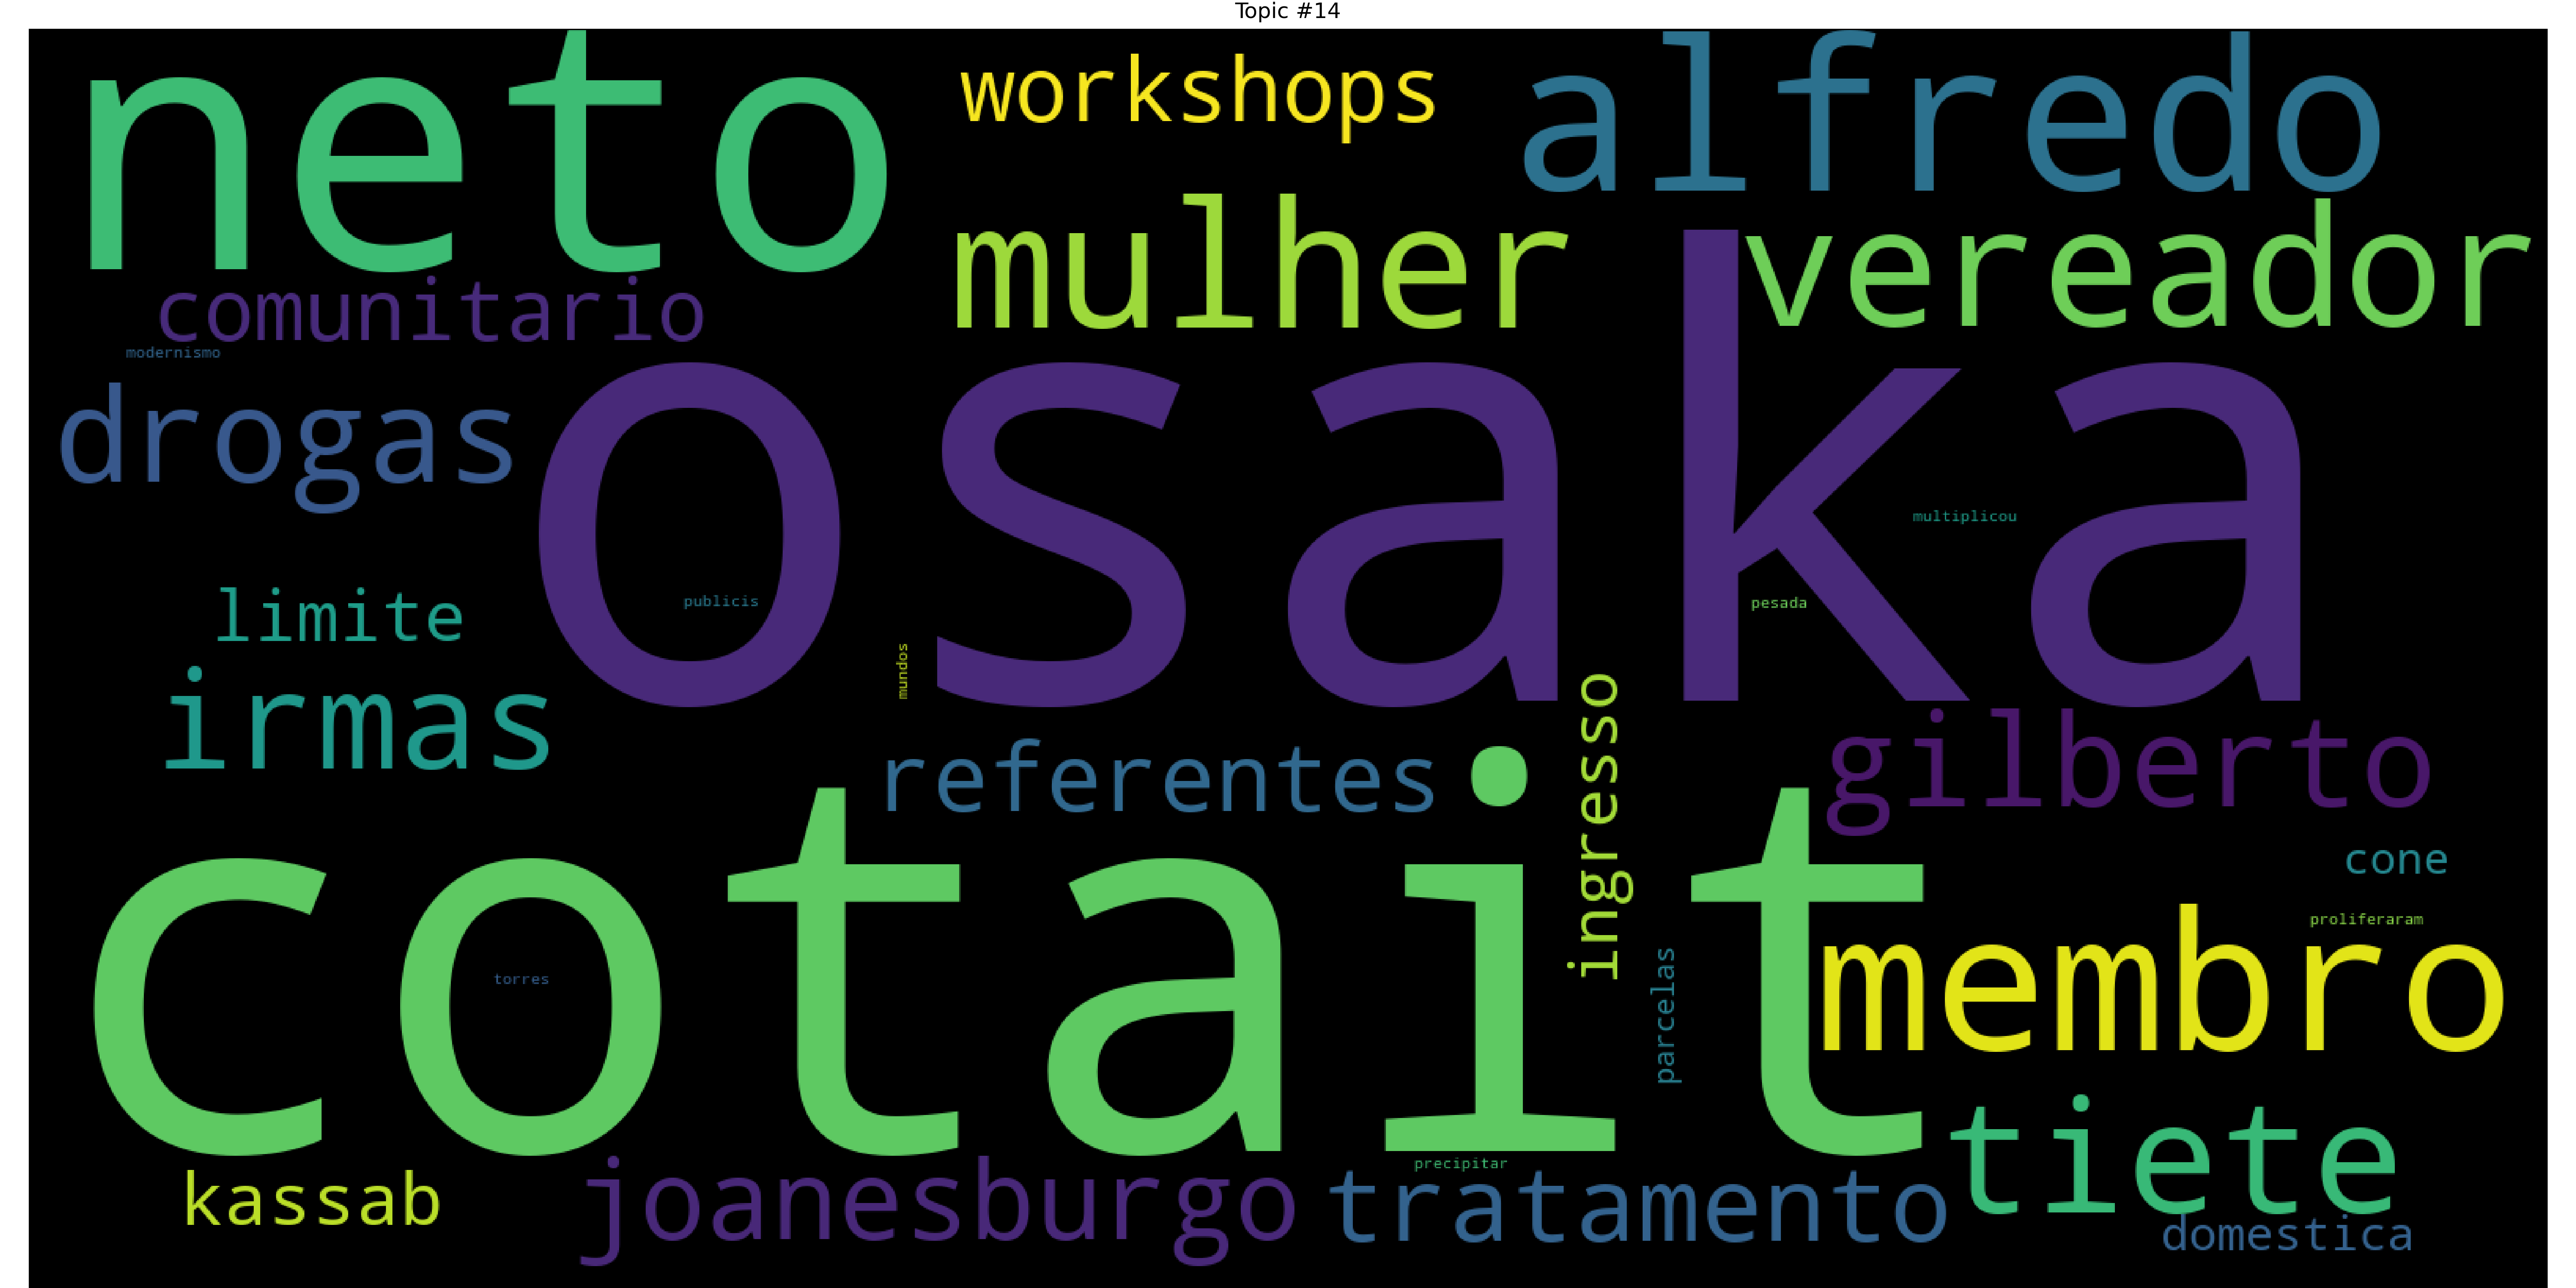 Topic #14
neto
workshops
alfredo
mulher
vereador
comunitario
modernismo
drogas
osaka
multiplicou
publicis
pesada
limite
mundos
irmas
ingresso
referentes
gilberto
cotait
cone
proliferaram
membro
torres
parcelas
tiete
kassab
joanesburgo
precipitar
tratamento
domestica